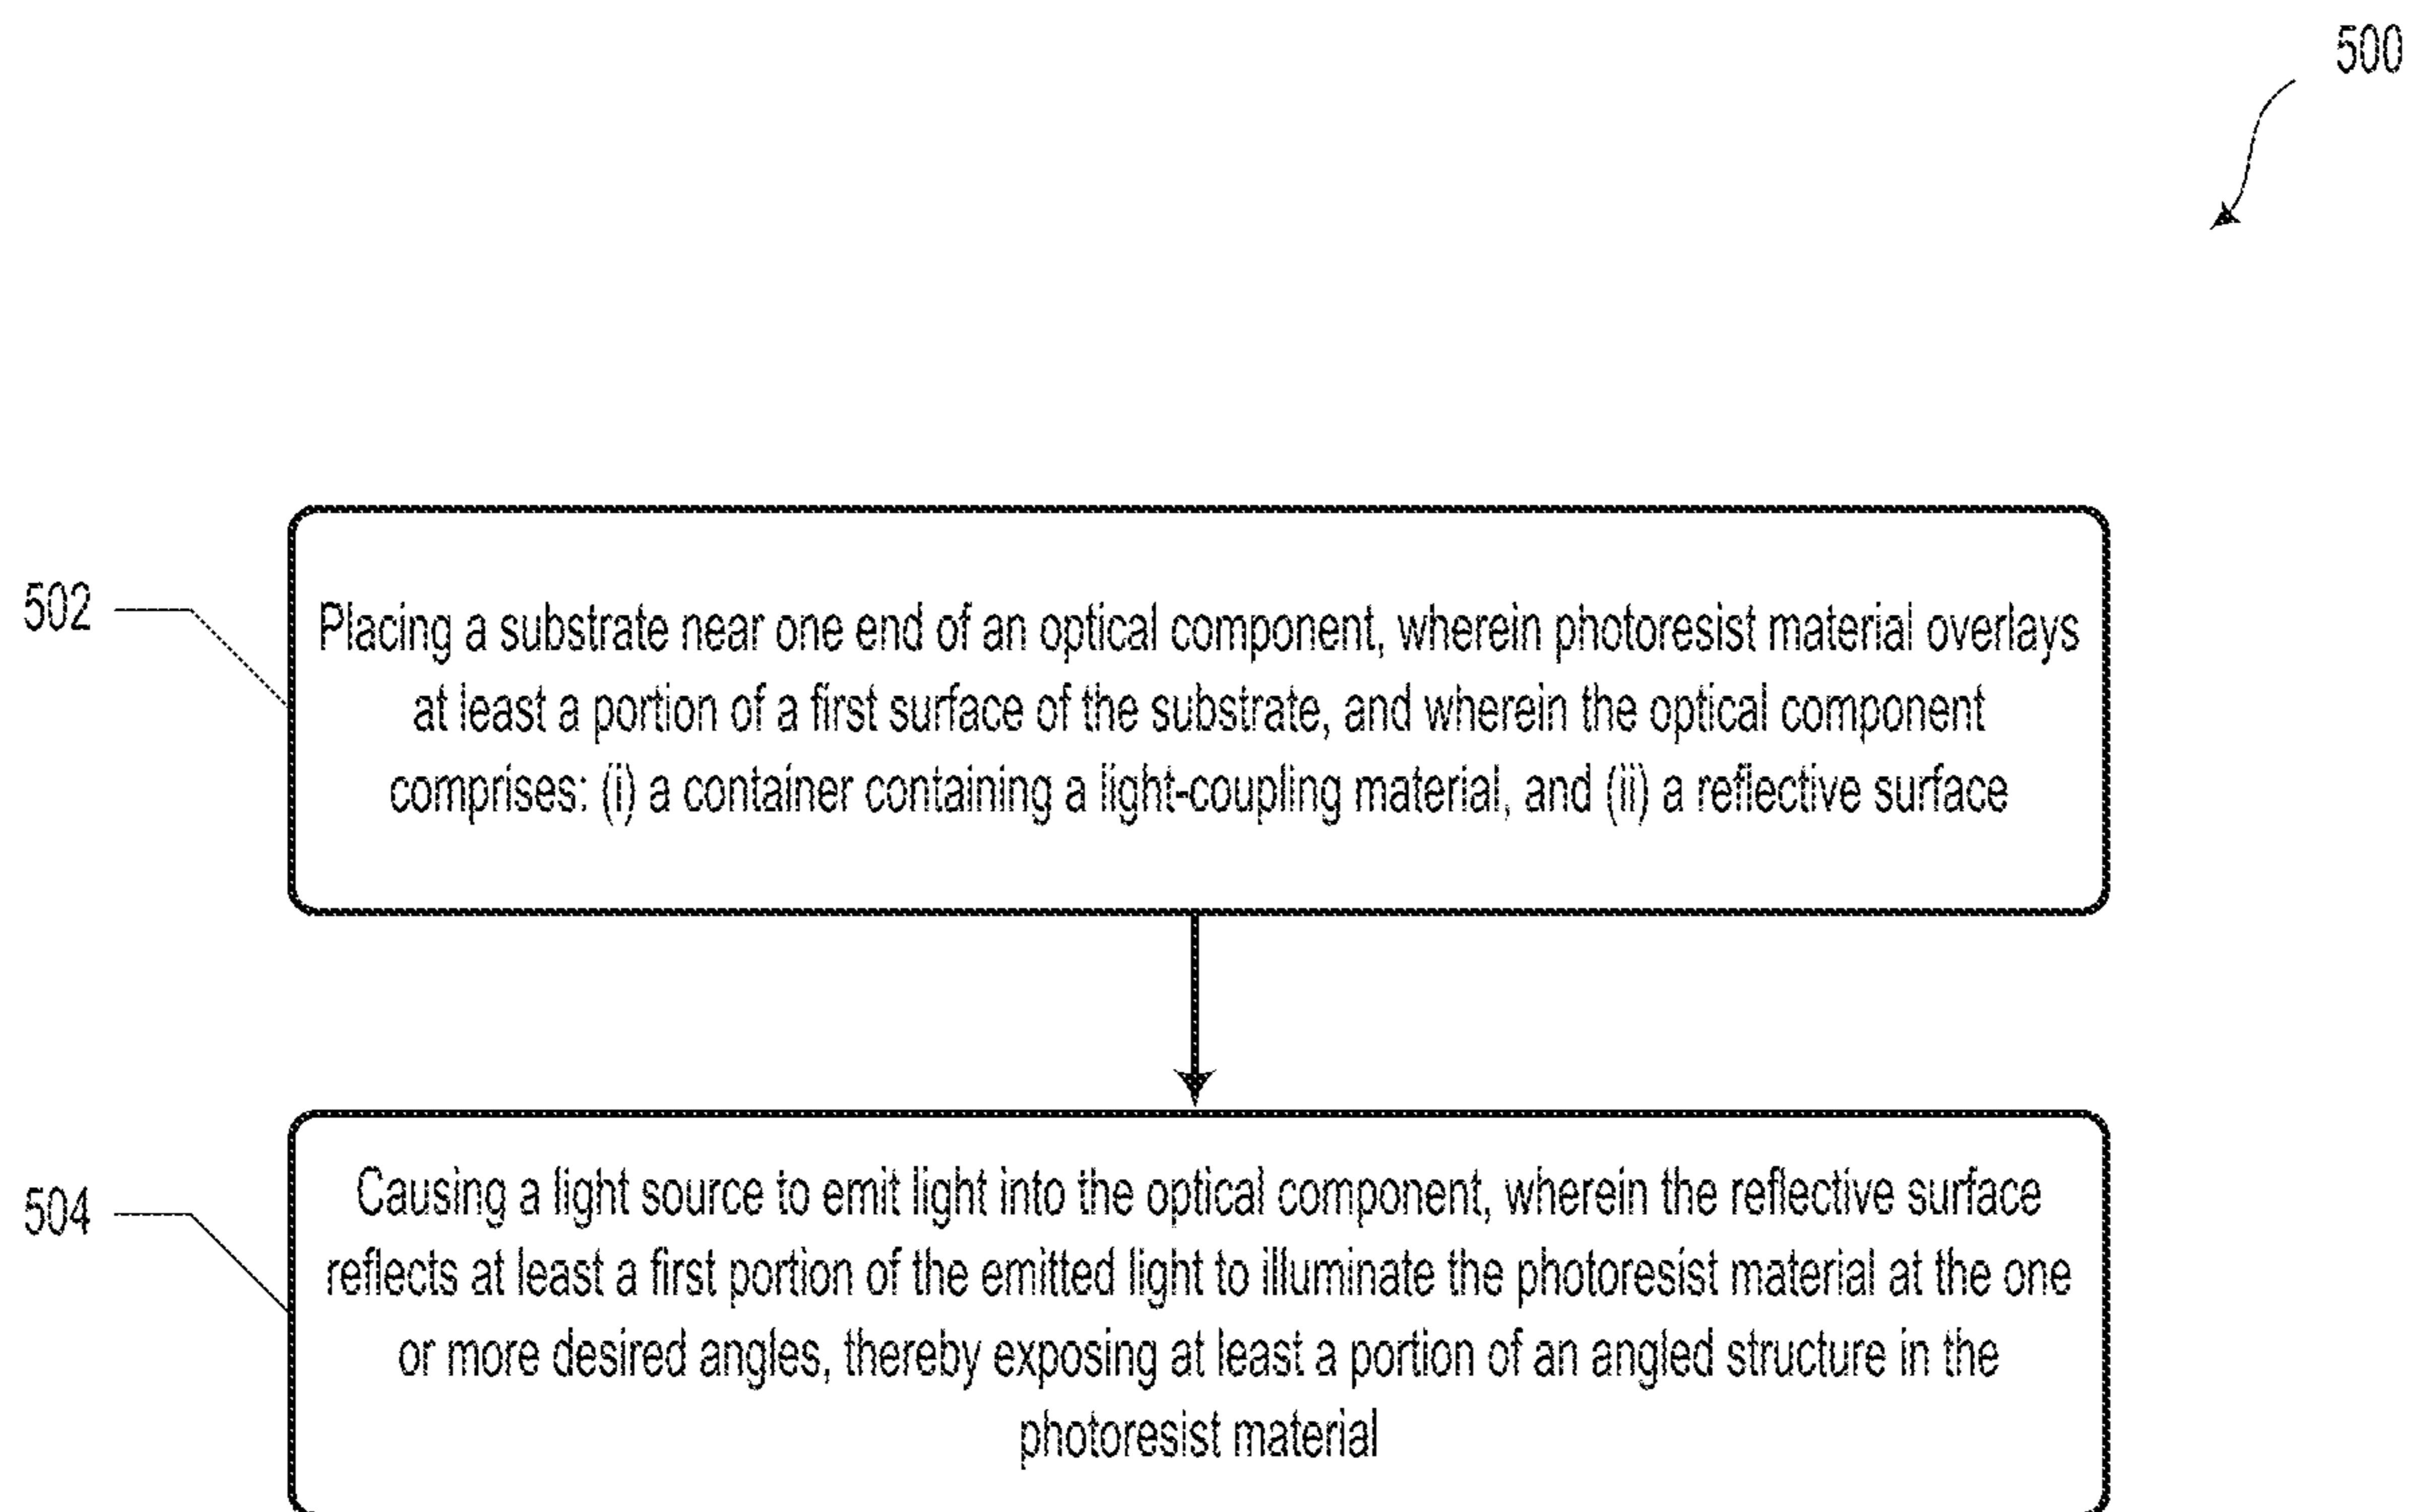 500
502
Placing a substrate near one end of an optical component, wherein photoresist material overlays
at least a portion of a first surface of the substrate, and wherein the optical component
comprises: (i) a container containing a light-coupling material, and (ii) a reflective surface
504
Causing a light source to emit light into the optical component, wherein the reflective surface
reflects at least a first portion of the emitted light to illuminate the photoresist material at the one
or more desired angles, thereby exposing at least a portion of an angled structure in the
photoresist material